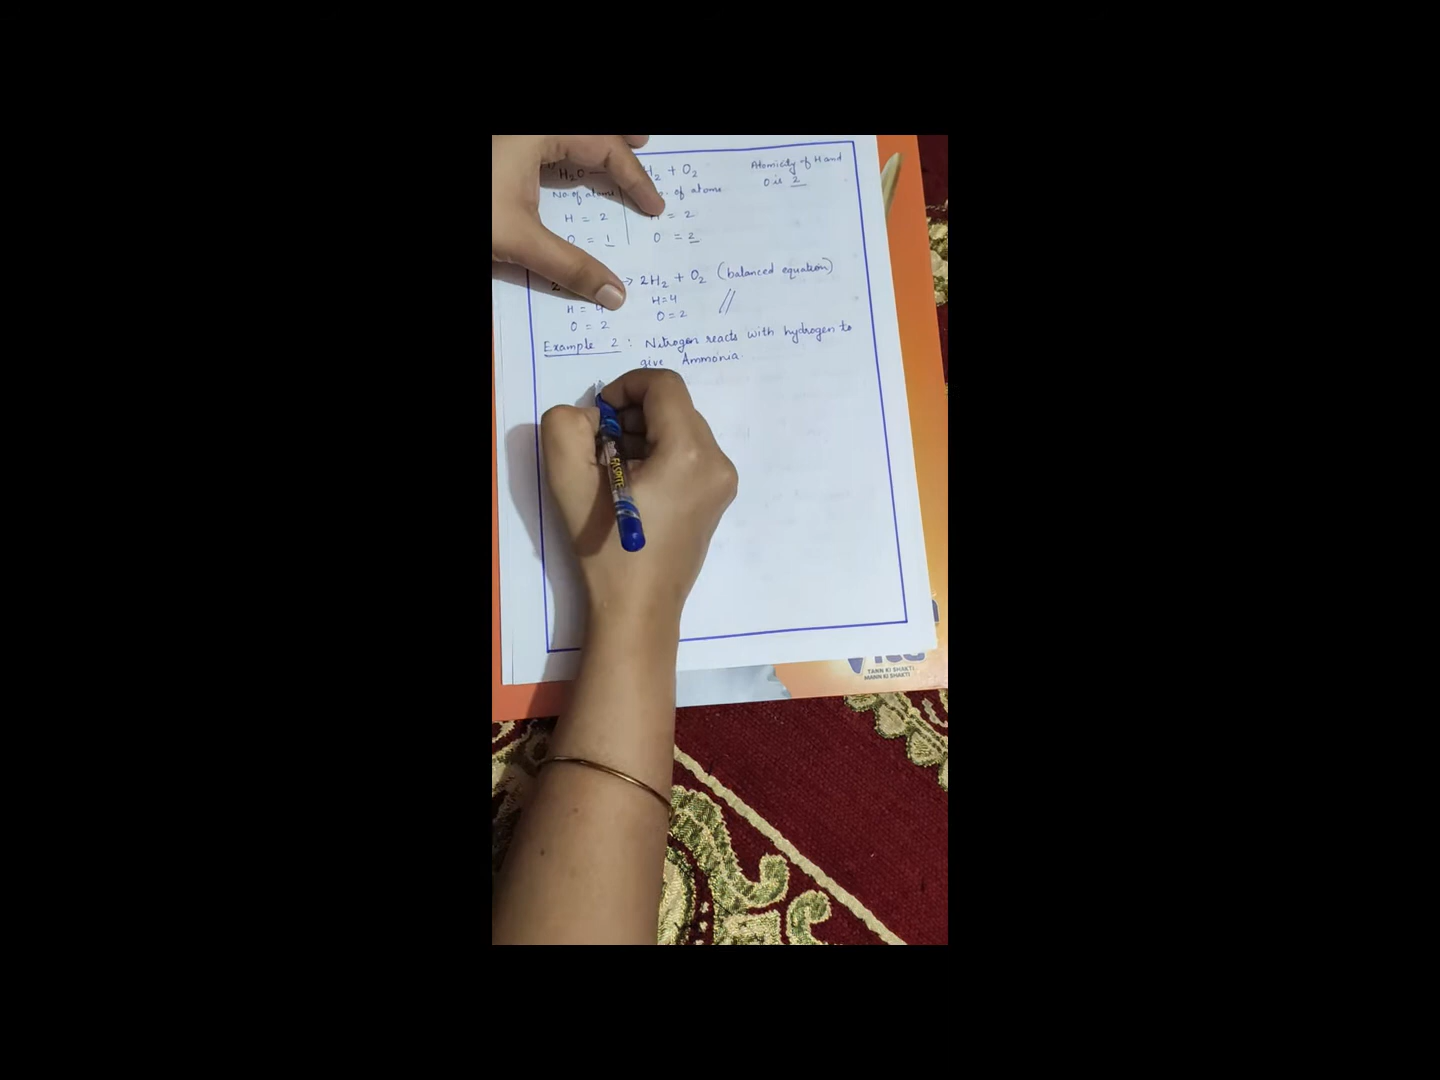 H₂O — H₂ + O₂
Atomicity of H and
O is 2
No. of atoms
of atoms
H = 2
= 2
O = 1
O = 2
2
→ 2H₂ + O₂ (balanced equation)
H = 4
O = 2
H = 4
O = 2
Example 2 : Nitrogen reacts with hydrogen to
give Ammonia.
TANN KI SHAKTI
MANN KI SHAKTI